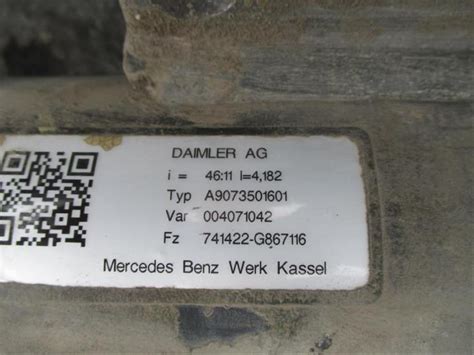 DAIMLER AG
i = 46:11 I=4,182
Typ A9073501601
Var 004071042
Fz 741422-G867116
Mercedes Benz Werk Kassel